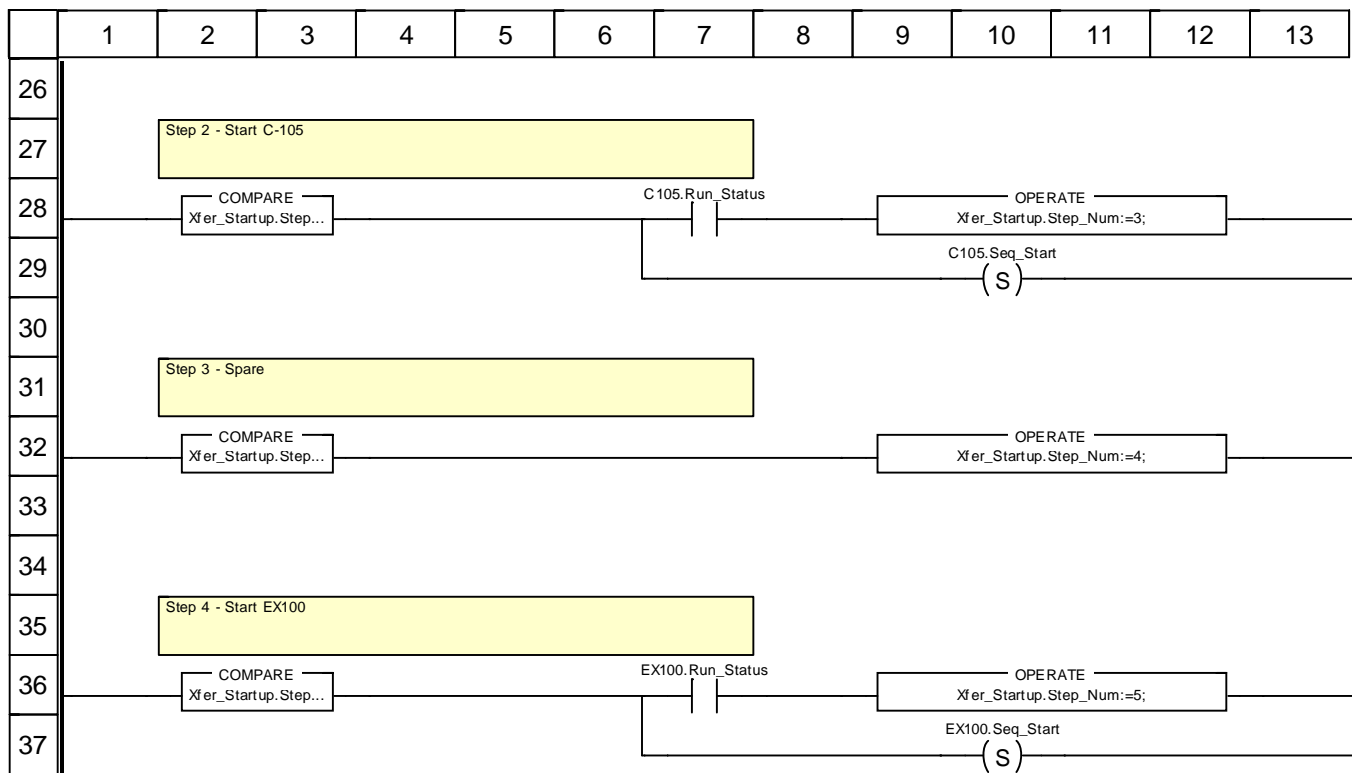 1 2 3 4 5 6 7 8 9 10 11 12 13
26
27
Step 2 - Start C-105
28
COMPARE
Xfer_Startup.Step...
C105.Run_Status
OPERATE
Xfer_Startup.Step_Num:=3;
29
C105.Seq_Start
S
30
31
Step 3 - Spare
32
COMPARE
Xfer_Startup.Step...
OPERATE
Xfer_Startup.Step_Num:=4;
33
34
35
Step 4 - Start EX100
36
COMPARE
Xfer_Startup.Step...
EX100.Run_Status
OPERATE
Xfer_Startup.Step_Num:=5;
37
EX100.Seq_Start
S